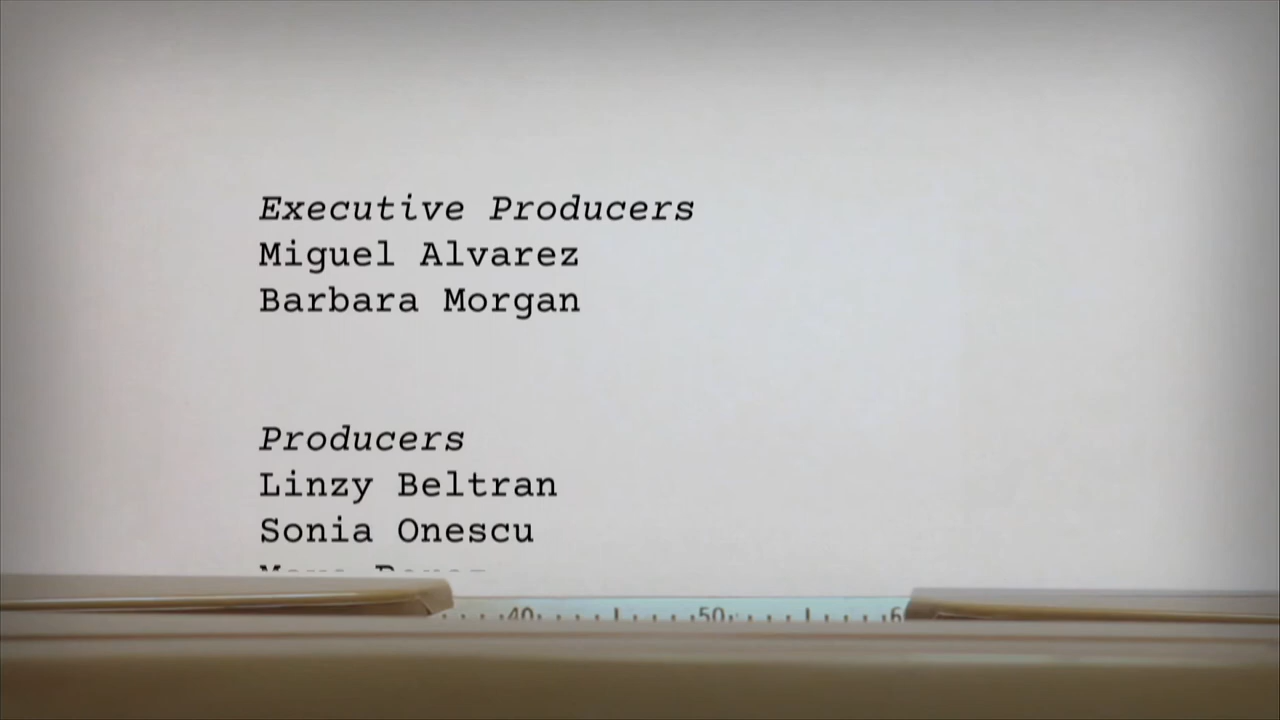 Executive Producers
Miguel Alvarez
Barbara Morgan
Producers
Linzy Beltran
Sonia Onescu
40 50